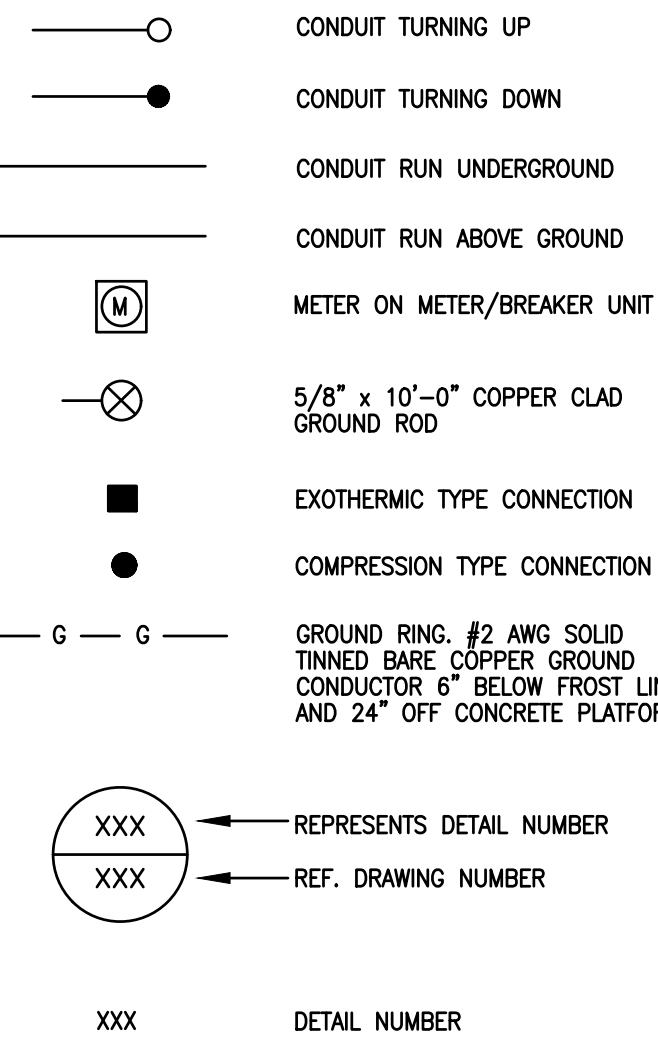 CONDUIT TURNING UP
CONDUIT TURNING DOWN
CONDUIT RUN UNDERGROUND
CONDUIT RUN ABOVE GROUND
M METER ON METER/BREAKER UNIT
5/8" x 10'-0" COPPER CLAD
GROUND ROD
EXOTHERMIC TYPE CONNECTION
COMPRESSION TYPE CONNECTION
G G GROUND RING. #2 AWG SOLID
TINNED BARE COPPER GROUND
CONDUCTOR 6" BELOW FROST
AND 24" OFF CONCRETE
XXX REPRESENTS DETAIL NUMBER
XXX REF. DRAWING NUMBER
XXX DETAIL NUMBER